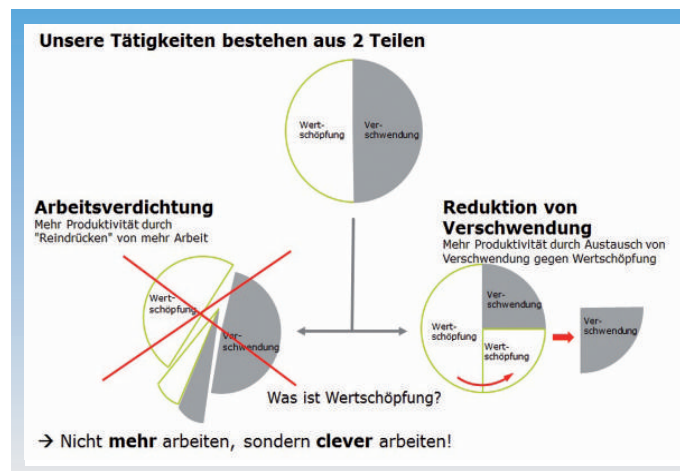 Unsere Tätigkeiten bestehen aus 2 Teilen
Wert-
schöpfung
Ver-
schwendung
Arbeitsverdichtung
Mehr Produktivität durch
"Reindrücken" von mehr Arbeit
Wert-
schöpfung
Ver-
schwendung
Reduktion von
Verschwendung
Mehr Produktivität durch Austausch von
Verschwendung gegen Wertschöpfung
Ver-
schwendung
Wert-
schöpfung
Wert-
schöpfung
Ver-
schwendung
Was ist Wertschöpfung?
→ Nicht mehr arbeiten, sondern clever arbeiten!